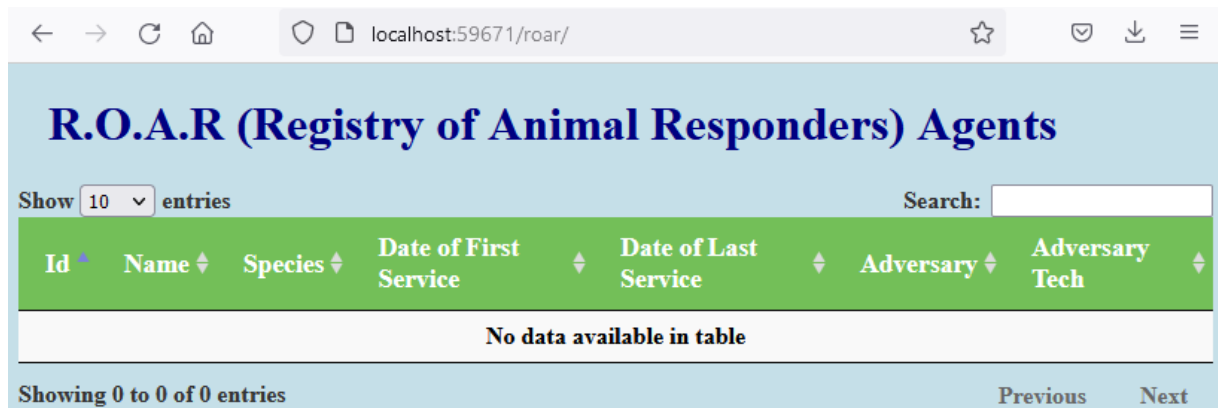 localhost:59671/roar/
R.O.A.R (Registry of Animal Responders) Agents
Show 10 entries Search:
Id Name Species Date of First Service Date of Last Service Adversary Adversary Tech
No data available in table
Showing 0 to 0 of 0 entries Previous Next